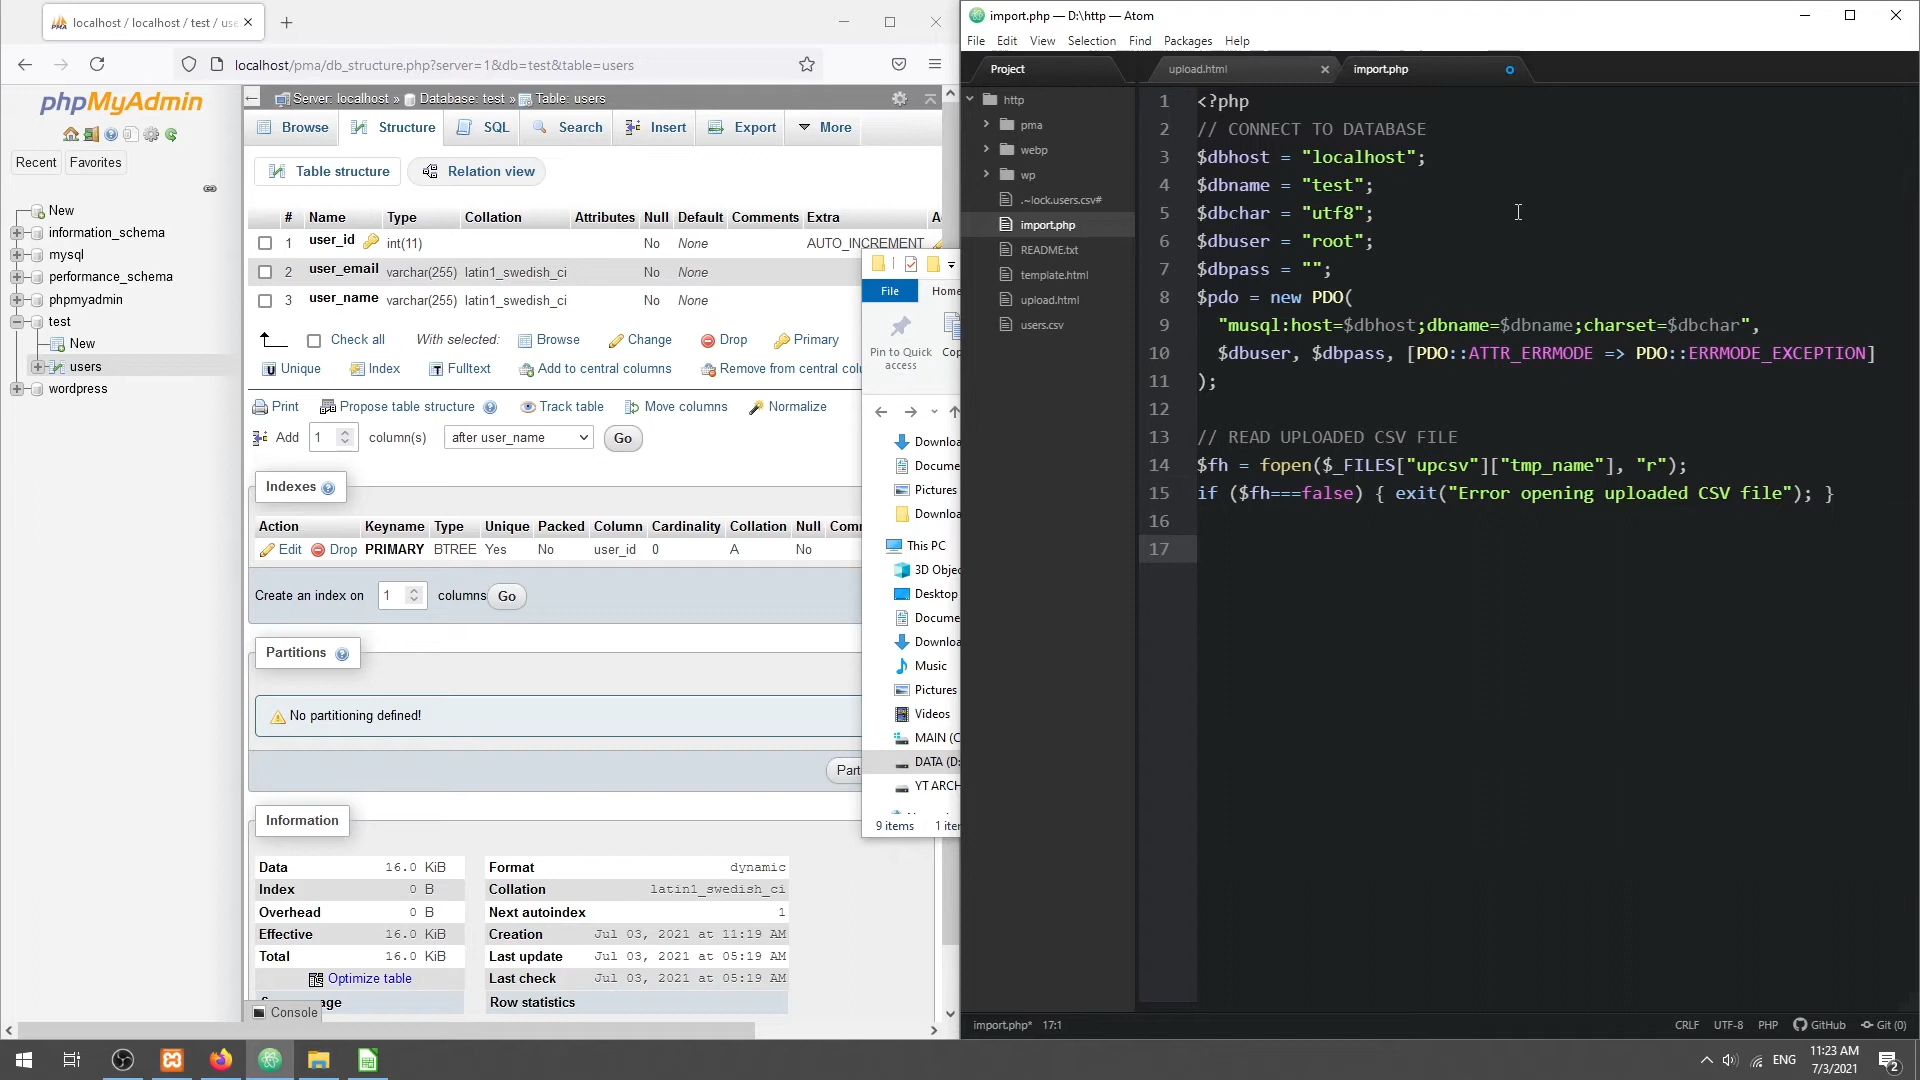 localhost / localhost / test / use
localhost/pma/db_structure.php?server=1&db=test&table=users
phpMyAdmin
Recent
Favorites
New
information_schema
mysql
performance_schema
phpmyadmin
test
New
users
wordpress
Server: localhost » Database: test » Table: users
Browse Structure SQL Search Insert Export More
Table structure Relation view
# Name Type Collation Attributes Null Default Comments Extra A
1 user_id int(11) No None AUTO_INCREMENT
2 user_email varchar(255) latin1_swedish_ci No None
3 user_name varchar(255) latin1_swedish_ci No None
Check all With selected: Browse Change Drop Primary
Unique Index Fulltext Add to central columns Remove from central colu
Print Propose table structure Track table Move columns Normalize
Add 1 column(s) after user_name Go
Indexes
Action Keyname Type Unique Packed Column Cardinality Collation Null Comm
Edit Drop PRIMARY BTREE Yes No user_id 0 A No
Create an index on 1 columns Go
Partitions
No partitioning defined!
Part
Information
Data 16.0 KiB
Index 0 B
Overhead 0 B
Effective 16.0 KiB
Total 16.0 KiB
Optimize table
age
Format dynamic
Collation latin1_swedish_ci
Next autoindex 1
Creation Jul 03, 2021 at 11:19 AM
Last update Jul 03, 2021 at 05:19 AM
Last check Jul 03, 2021 at 05:19 AM
Row statistics
Console
File Home
Pin to Quick access
Cop
Downloa
Docume
Pictures
Downloa
This PC
3D Objec
Desktop
Docume
Downloa
Music
Pictures
Videos
MAIN (C
DATA (D:
YT ARCH
9 items 1 iter
import.php — D:\http — Atom
File Edit View Selection Find Packages Help
Project
http
pma
webp
wp
.~lock.users.csv#
import.php
README.txt
template.html
upload.html
users.csv
upload.html import.php
1 <?php
2 // CONNECT TO DATABASE
3 $dbhost = "localhost";
4 $dbname = "test";
5 $dbchar = "utf8";
6 $dbuser = "root";
7 $dbpass = "";
8 $pdo = new PDO(
9 "musql:host=$dbhost;dbname=$dbname;charset=$dbchar",
10 $dbuser, $dbpass, [PDO::ATTR_ERRMODE => PDO::ERRMODE_EXCEPTION]
11 );
12
13 // READ UPLOADED CSV FILE
14 $fh = fopen($_FILES["upcsv"]["tmp_name"], "r");
15 if ($fh===false) { exit("Error opening uploaded CSV file"); }
16
17
import.php* 17:1
CRLF UTF-8 PHP GitHub Git (0)
ENG
11:23 AM
7/3/2021
2